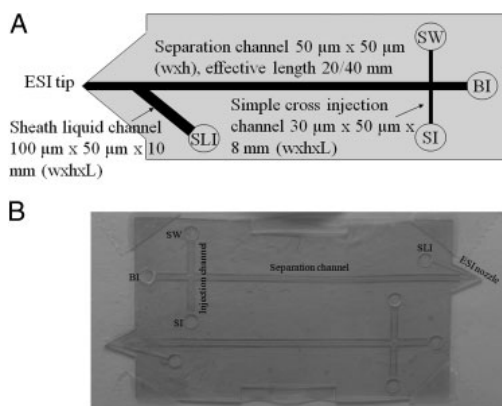 A
SW
Separation channel 50 µm x 50 µm
(wxh), effective length 20/40 mm
ESI tip
BI
Simple cross injection
channel 30 µm x 50 µm x
8 mm (wxhxL)
SI
Sheath liquid channel
100 µm x 50 µm x 10
mm (wxhxL)
SLI
B
SW
SLI
BI
Injection channel
Separation channel
ESI nozzle
SI